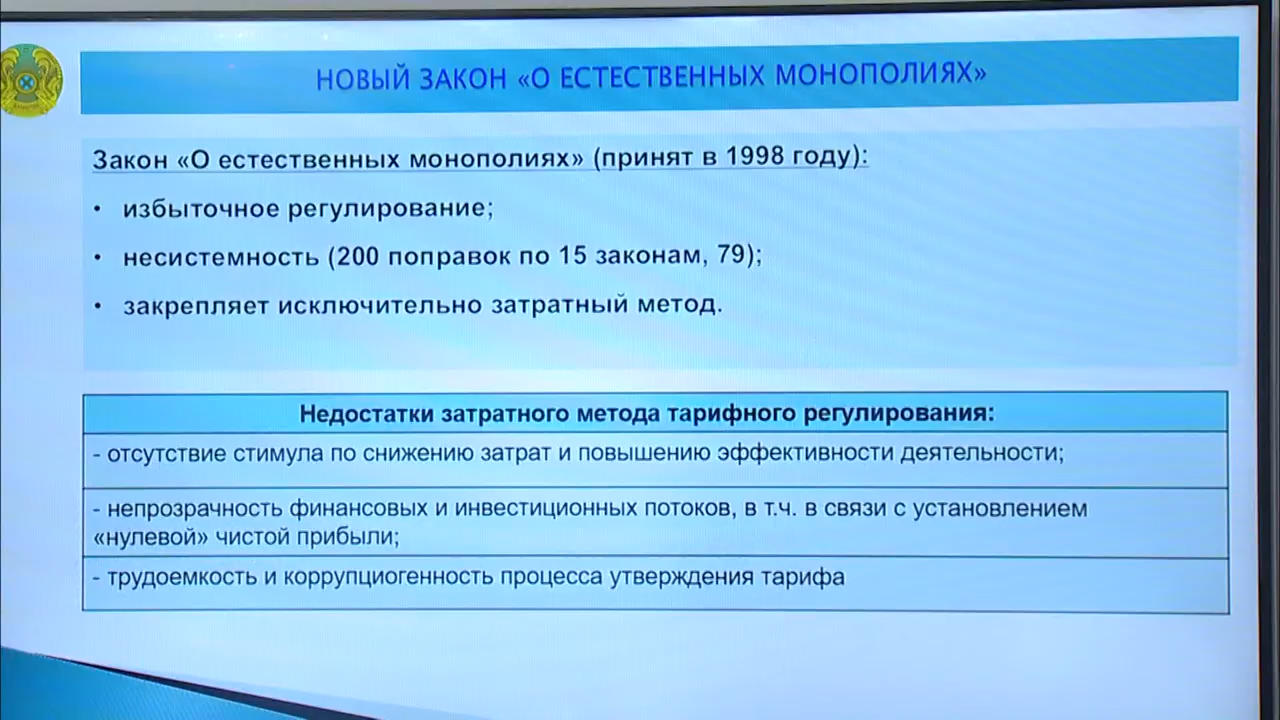 НОВЫЙ ЗАКОН «О ЕСТЕСТВЕННЫХ МОНОПОЛИЯХ»
Закон «О естественных монополиях» (принят в 1998 году):
• избыточное регулирование;
• несистемность (200 поправок по 15 законам, 79);
• закрепляет исключительно затратный метод.
Недостатки затратного метода тарифного регулирования:
- отсутствие стимула по снижению затрат и повышению эффективности деятельности;
- непрозрачность финансовых и инвестиционных потоков, в т.ч. в связи с установлением
«нулевой» чистой прибыли;
- трудоемкость и коррупциогенность процесса утверждения тарифа